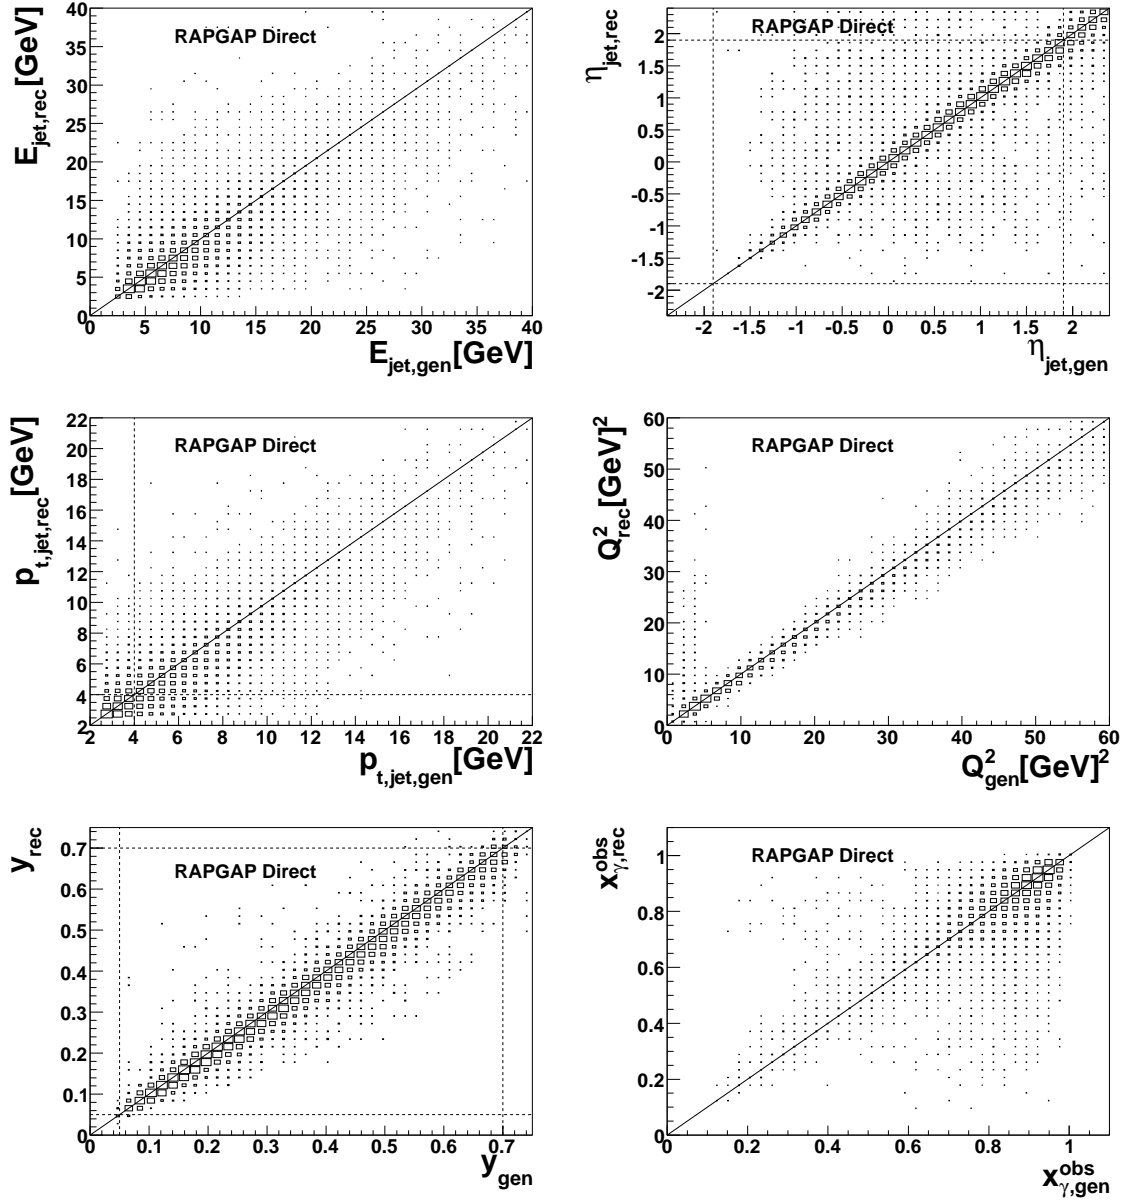 RAPGAP Direct
E_jet,rec [GeV]
40
35
30
25
20
15
10
5
0
0 5 10 15 20 25 30 35 40
E_jet,gen [GeV]
RAPGAP Direct
η_jet,rec
2
1.5
1
0.5
0
-0.5
-1
-1.5
-2
-2 -1.5 -1 -0.5 0 0.5 1 1.5 2
η_jet,gen
RAPGAP Direct
p_t,jet,rec [GeV]
22
20
18
16
14
12
10
8
6
4
2
2 4 6 8 10 12 14 16 18 20 22
p_t,jet,gen [GeV]
RAPGAP Direct
Q²_rec [GeV]²
60
50
40
30
20
10
0
0 10 20 30 40 50 60
Q²_gen [GeV]²
RAPGAP Direct
y_rec
0.7
0.6
0.5
0.4
0.3
0.2
0.1
0
0 0.1 0.2 0.3 0.4 0.5 0.6 0.7
y_gen
RAPGAP Direct
x^obs_γ,rec
1
0.8
0.6
0.4
0.2
0
0 0.2 0.4 0.6 0.8 1
x^obs_γ,gen